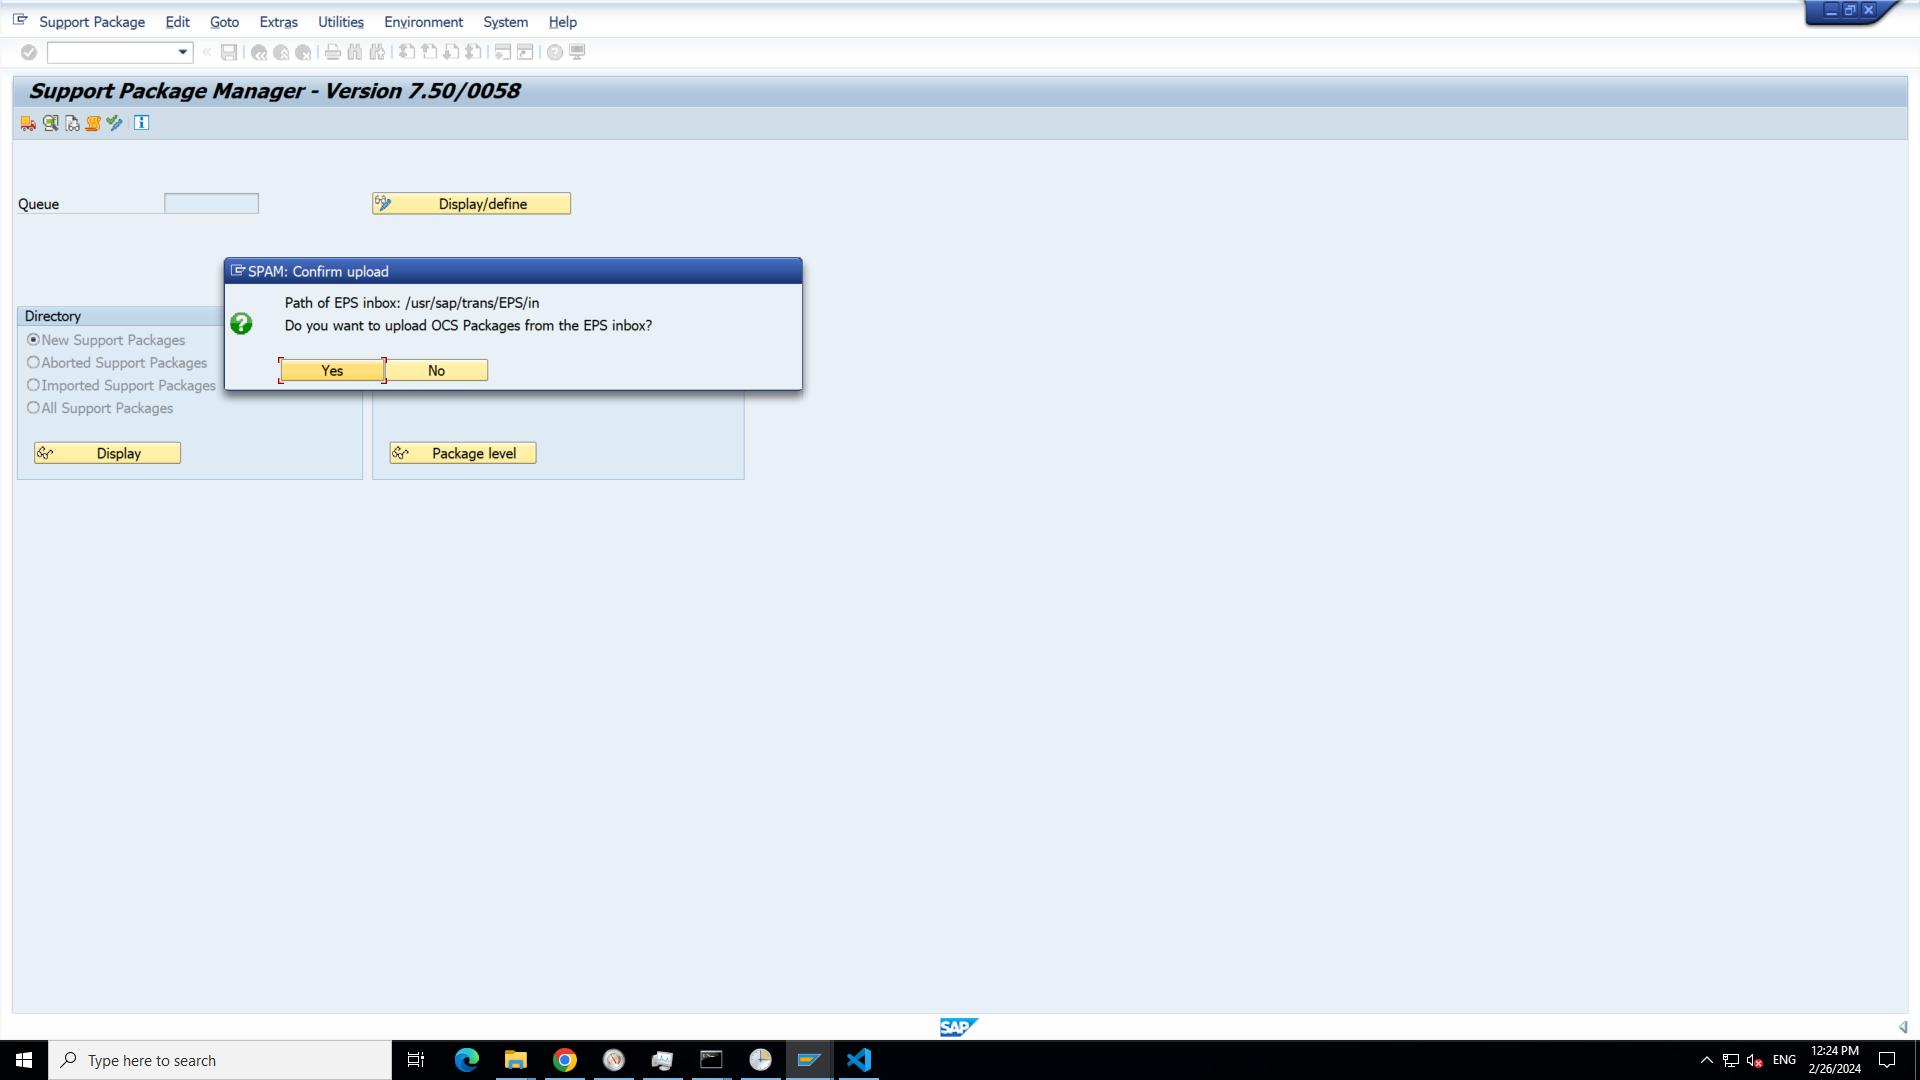 Support Package Edit Goto Extras Utilities Environment System Help
Support Package Manager - Version 7.50/0058
Queue
Display/define
SPAM: Confirm upload
Path of EPS inbox: /usr/sap/trans/EPS/in
Do you want to upload OCS Packages from the EPS inbox?
Yes No
Directory
New Support Packages
Aborted Support Packages
Imported Support Packages
All Support Packages
Display
Package level
SAP
Type here to search
ENG
12:24 PM
2/26/2024